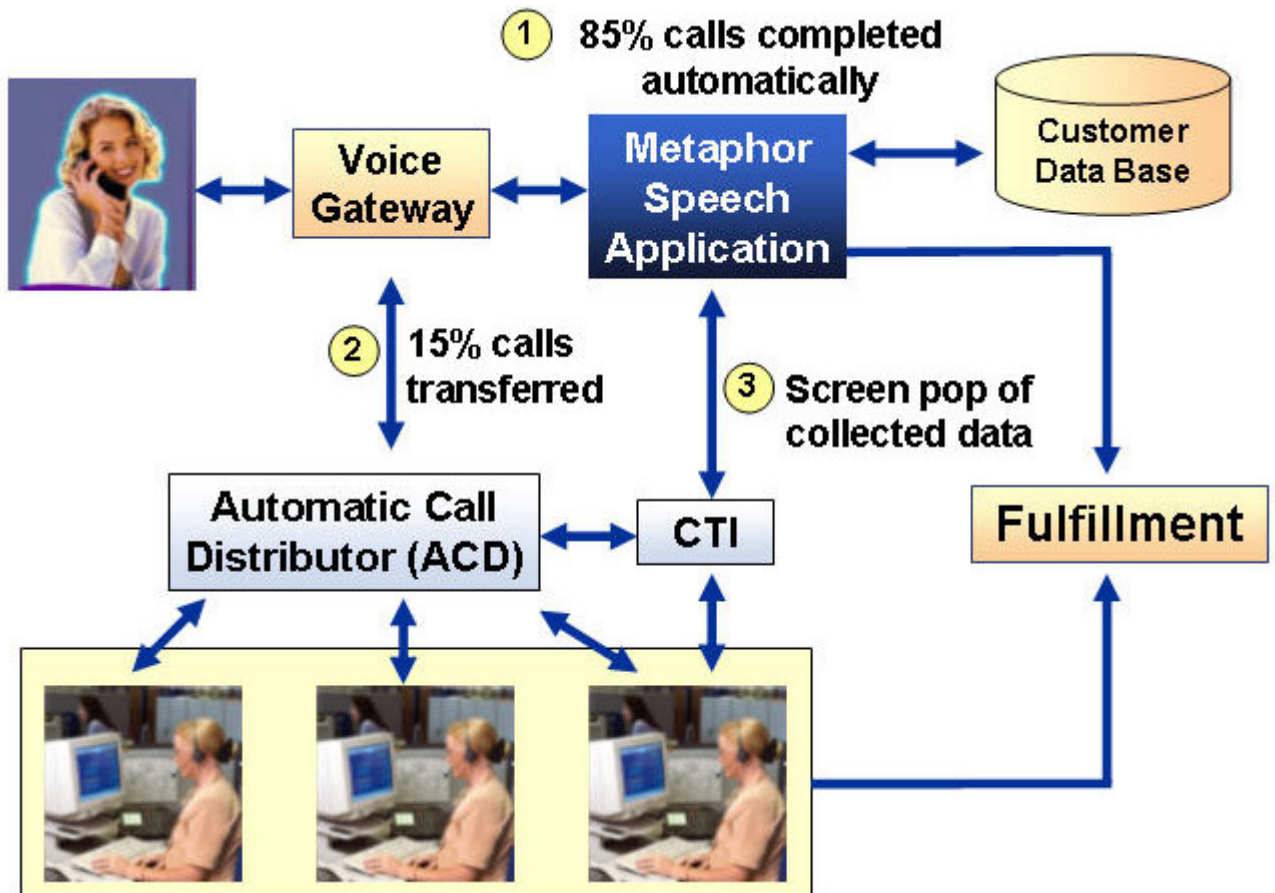 1 85% calls completed
automatically
Voice
Gateway
Metaphor
Speech
Application
Customer
Data Base
2 15% calls
transferred
3 Screen pop of
collected data
Automatic Call
Distributor (ACD)
CTI
Fulfillment